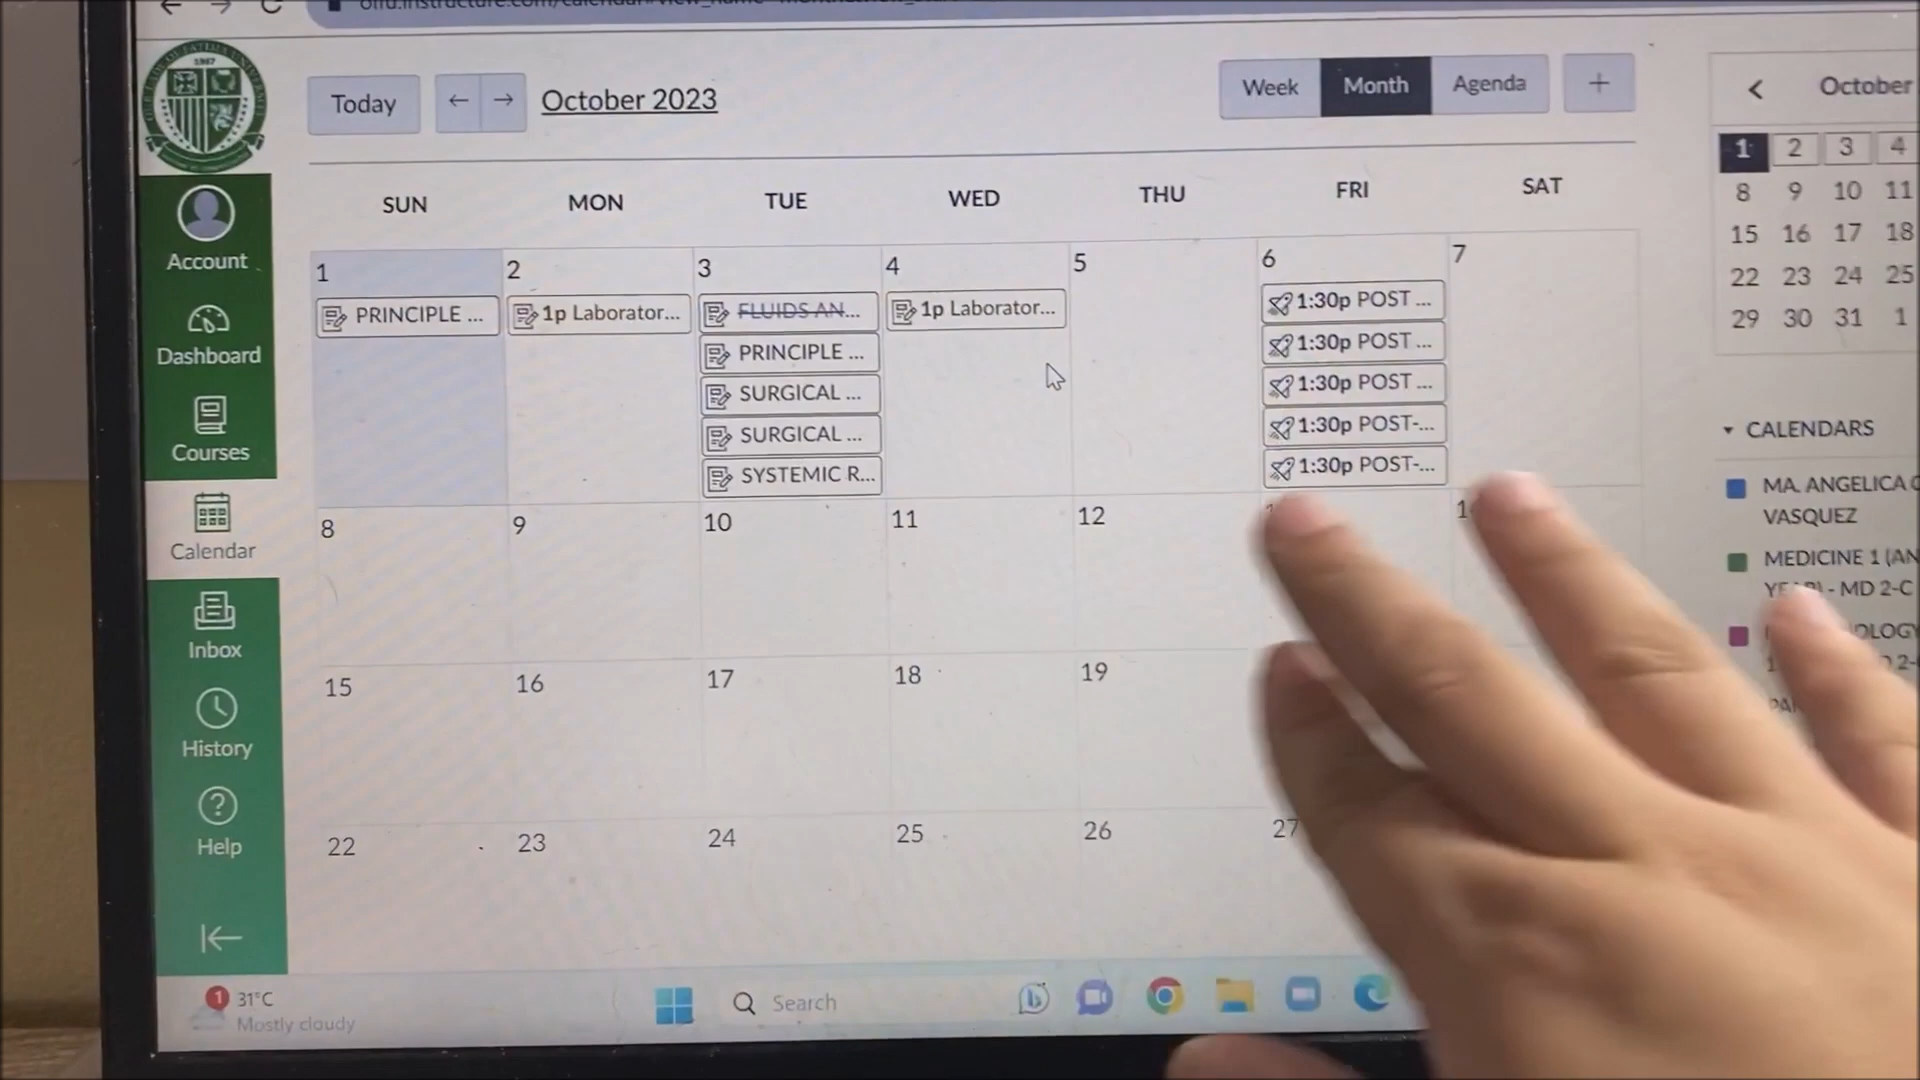 Today ← → October 2023
Week Month Agenda +
October
1 2 3 4
8 9 10 11
15 16 17 18
22 23 24 25
29 30 31 1
1967
SUN MON TUE WED THU FRI SAT
1 2 3 4 5 6 7
PRINCIPLE ...
1p Laborator...
FLUIDS AN...
PRINCIPLE ...
SURGICAL ...
SURGICAL ...
SYSTEMIC R...
1p Laborator...
1:30p POST ...
1:30p POST ...
1:30p POST ...
1:30p POST-...
1:30p POST-...
8 9 10 11 12
15 16 17 18 19
22 23 24 25 26 27
Account
Dashboard
Courses
Calendar
Inbox
History
Help
CALENDARS
MA. ANGELICA
VASQUEZ
MEDICINE 1 (AN
- MD 2-C
OLOGY
1
31°C
Mostly cloudy
Search